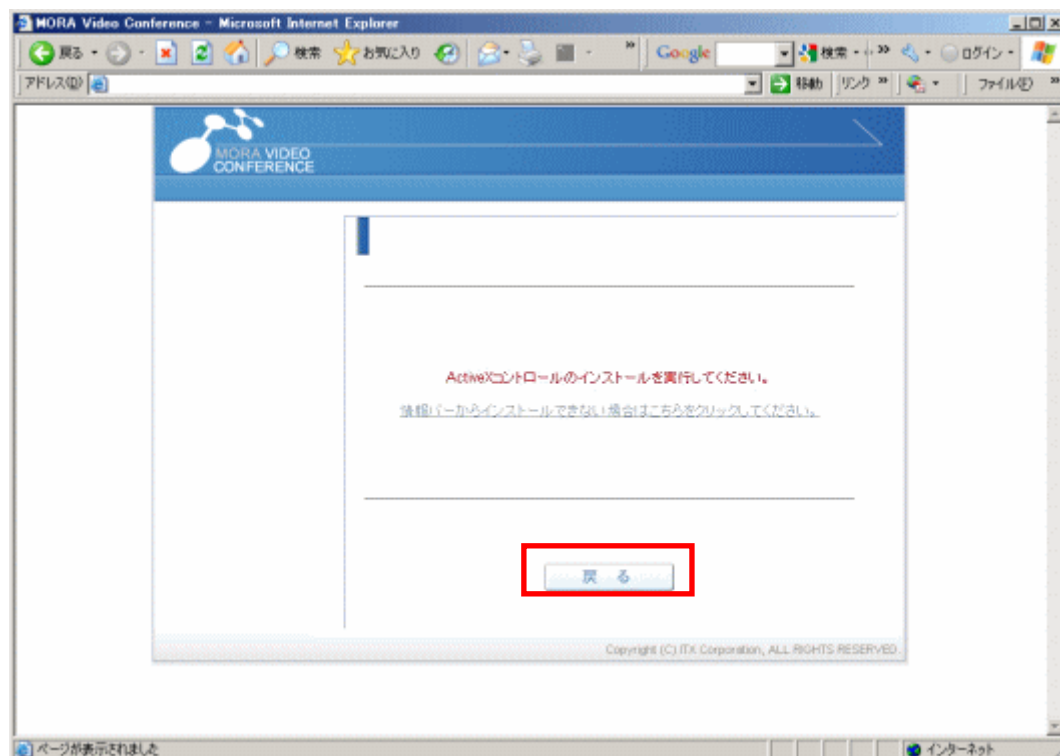 MORA Video Conference - Microsoft Internet Explorer
戻る 検索 お気に入り Google 検索 ログイン
アドレス(D) 移動 リンク ファイル(F)
MORA VIDEO
CONFERENCE
ActiveXコントロールのインストールを実行してください。
情報バーからインストールできない場合はこちらをクリックしてください。
戻 る
Copyright (C) ITX Corporation, ALL RIGHTS RESERVED.
ページが表示されました インターネット